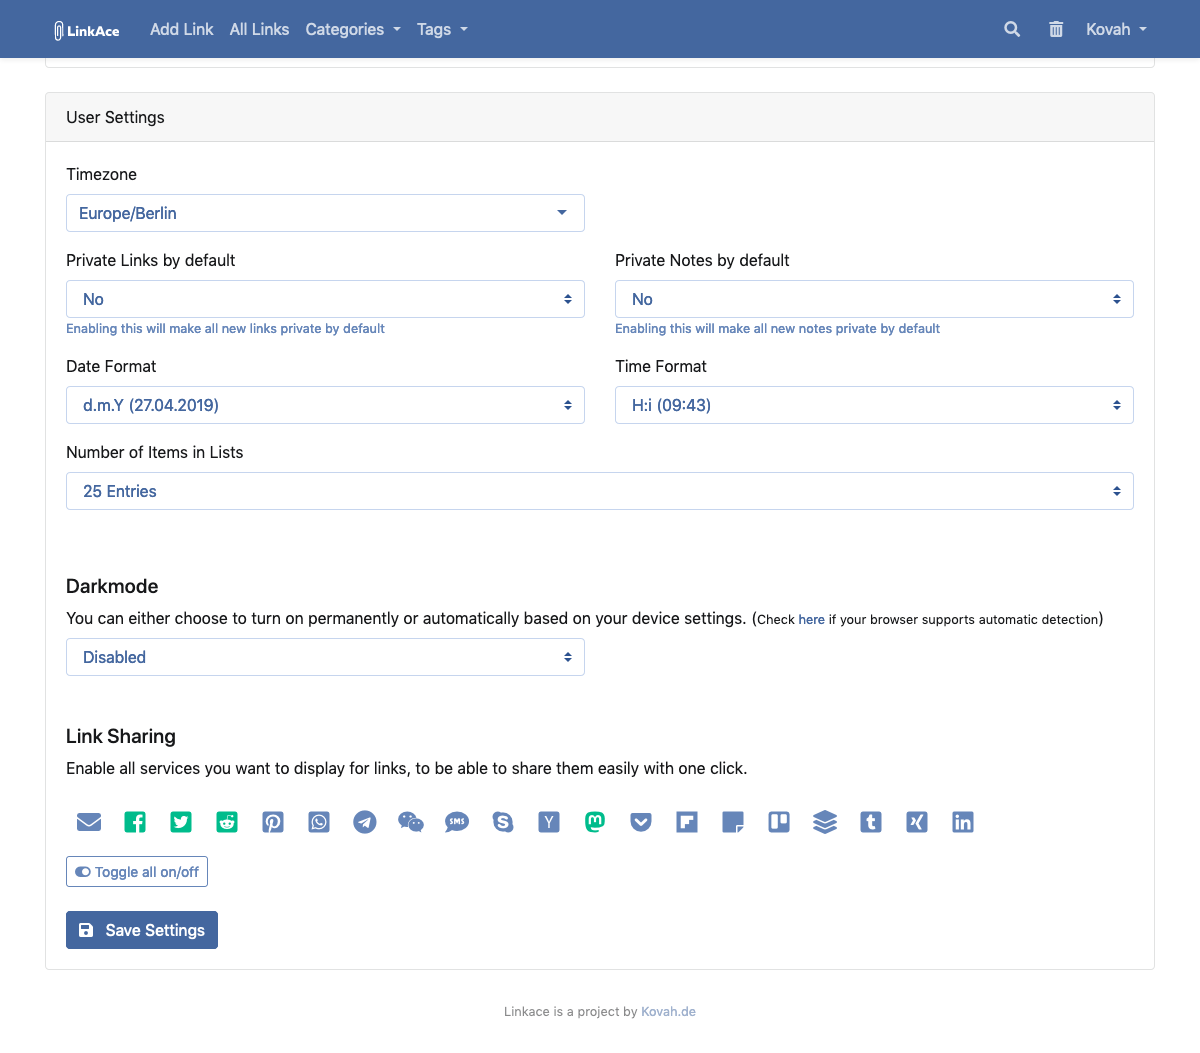 LinkAce Add Link All Links Categories Tags Kovah
User Settings
Timezone
Europe/Berlin
Private Links by default Private Notes by default
No No
Enabling this will make all new links private by default Enabling this will make all new notes private by default
Date Format Time Format
d.m.Y (27.04.2019) H:i (09:43)
Number of Items in Lists
25 Entries
Darkmode
You can either choose to turn on permanently or automatically based on your device settings. (Check here if your browser supports automatic detection)
Disabled
Link Sharing
Enable all services you want to display for links, to be able to share them easily with one click.
SMS
Toggle all on/off
Save Settings
Linkace is a project by Kovah.de